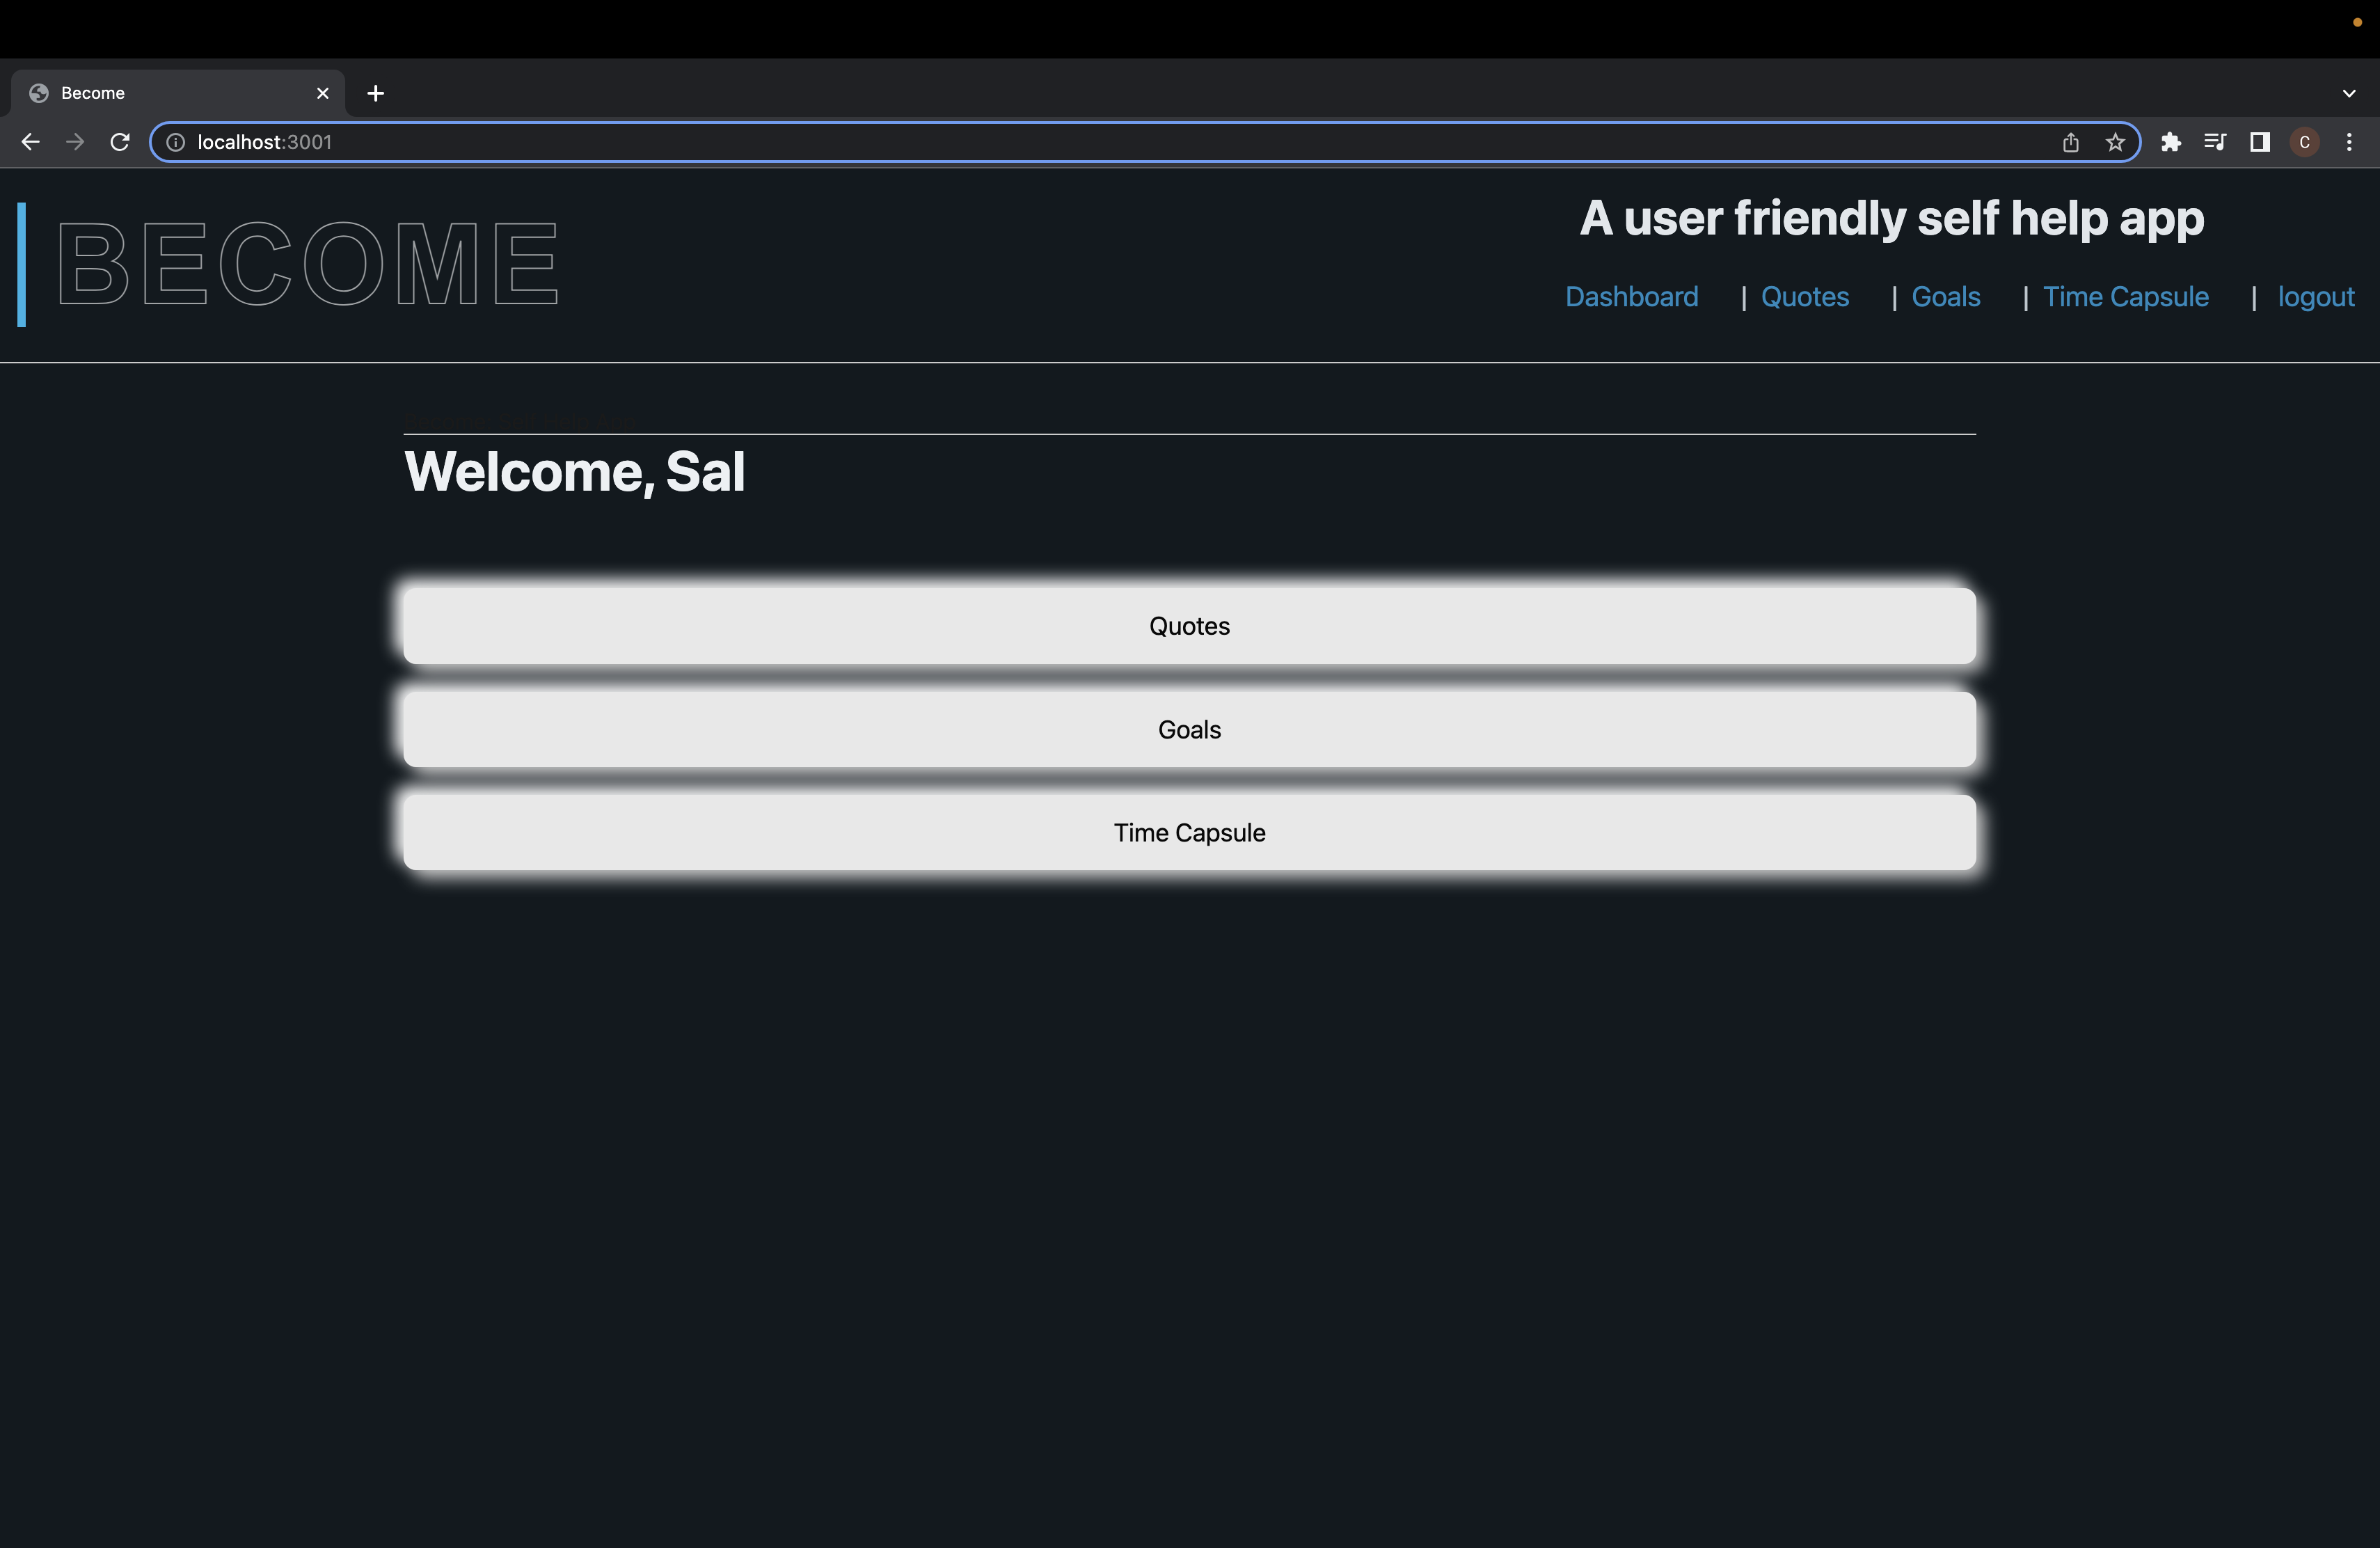 Become
localhost:3001
C
BECOME
A user friendly self help app
Dashboard | Quotes | Goals | Time Capsule | logout
Welcome, Sal
Quotes
Goals
Time Capsule